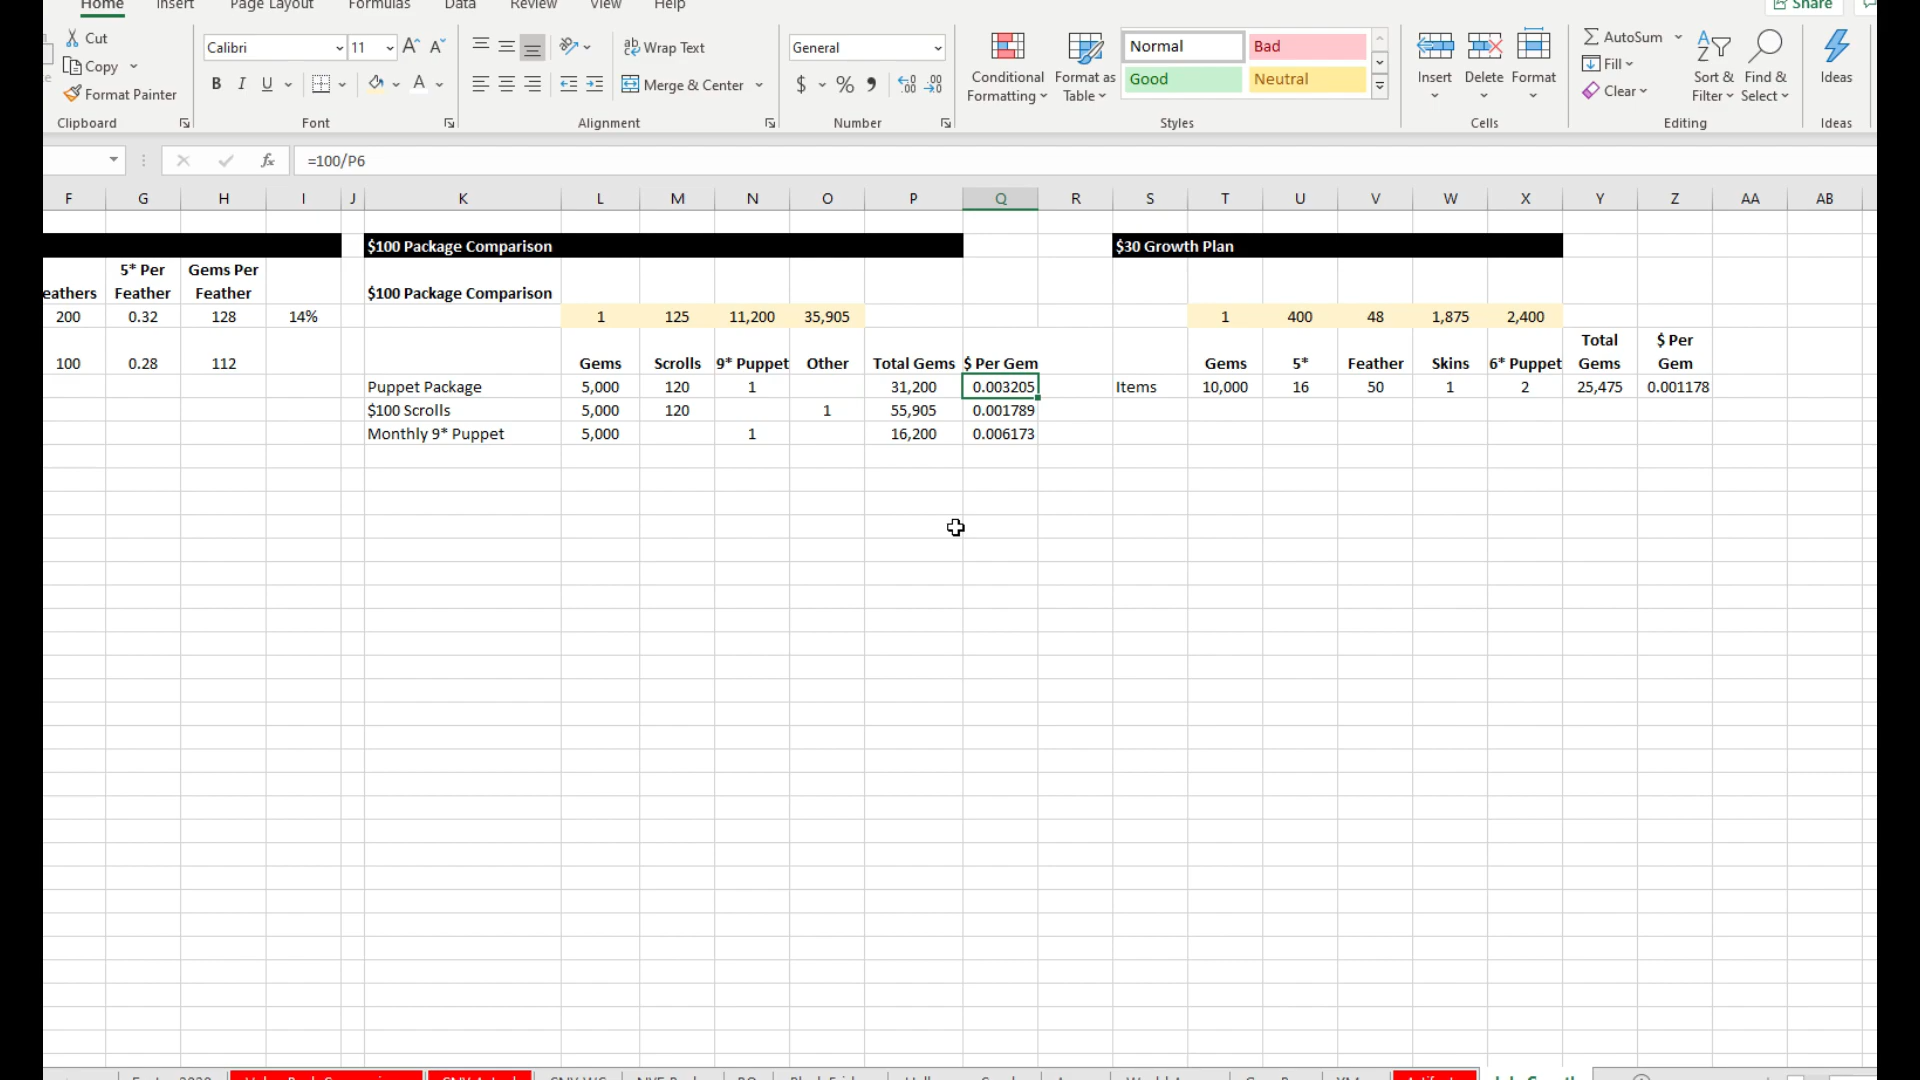 Home Insert Page Layout Formulas Data Review View Help Share
Cut
Copy
Format Painter
Clipboard
Calibri 11
B I U A
Font
Wrap Text
Merge & Center
Alignment
General
$ % ,
Number
Conditional Formatting
Format as Table
Normal Bad
Good Neutral
Styles
Insert Delete Format
Cells
AutoSum
Fill
Clear
Sort & Filter
Find & Select
Editing
Ideas
Ideas
fx =100/P6
F G H I J K L M N O P Q R S T U V W X Y Z AA AB
$100 Package Comparison $30 Growth Plan
5* Per Gems Per
eathers Feather Feather $100 Package Comparison
200 0.32 128 14% 1 125 11,200 35,905 1 400 48 1,875 2,400
Total $ Per
100 0.28 112 Gems Scrolls 9* Puppet Other Total Gems $ Per Gem Gems 5* Feather Skins 6* Puppet Gems Gem
Puppet Package 5,000 120 1 31,200 0.003205 Items 10,000 16 50 1 2 25,475 0.001178
$100 Scrolls 5,000 120 1 55,905 0.001789
Monthly 9* Puppet 5,000 1 16,200 0.006173